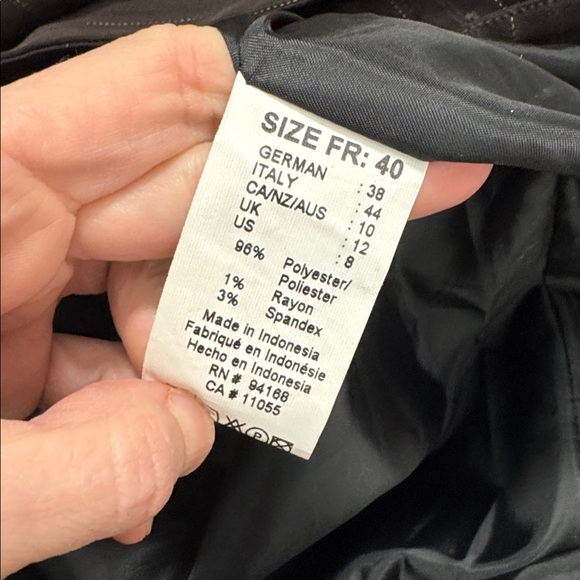 SIZE FR: 40
GERMAN : 38
ITALY : 44
CA/NZ/AUS : 10
UK : 12
US : 8
96% Polyester/
Poliester
1% Rayon
3% Spandex
Made in Indonesia
Fabriqué en Indonésie
Hecho en Indonesia
RN # 94168
CA # 11055